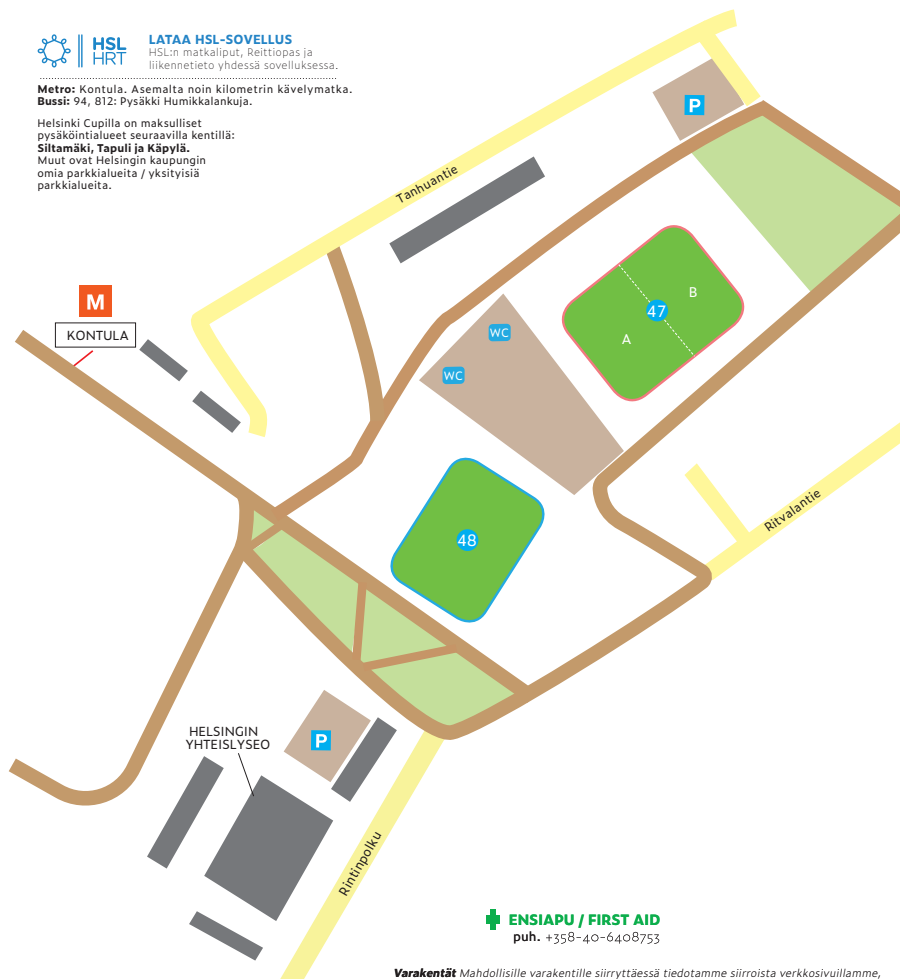 HSL
HRT
LATAA HSL-SOVELLUS
HSL:n matkaliput, Reittiopas ja
liikennetieto yhdessä sovelluksessa.
Metro: Kontula. Asemalta noin kilometrin kävelymatka.
Bussi: 94, 812: Pysäkki Humikkalankuja.
Helsinki Cupilla on maksulliset
pysäköintialueet seuraavilla kentillä:
Siltamäki, Tapuli ja Käpylä.
Muut ovat Helsingin kaupungin
omia parkkialueita / yksityisiä
parkkialueita.
P
Tanhuantie
M
KONTULA
B
47
A
WC
WC
Ritvalantie
48
HELSINGIN
YHTEISLYSEO
P
Rintinpolku
ENSIAPU / FIRST AID
puh. +358-40-6408753
Varakentät Mahdollisille varakentille siirryttäessä tiedotamme siirroista verkkosivuillamme,